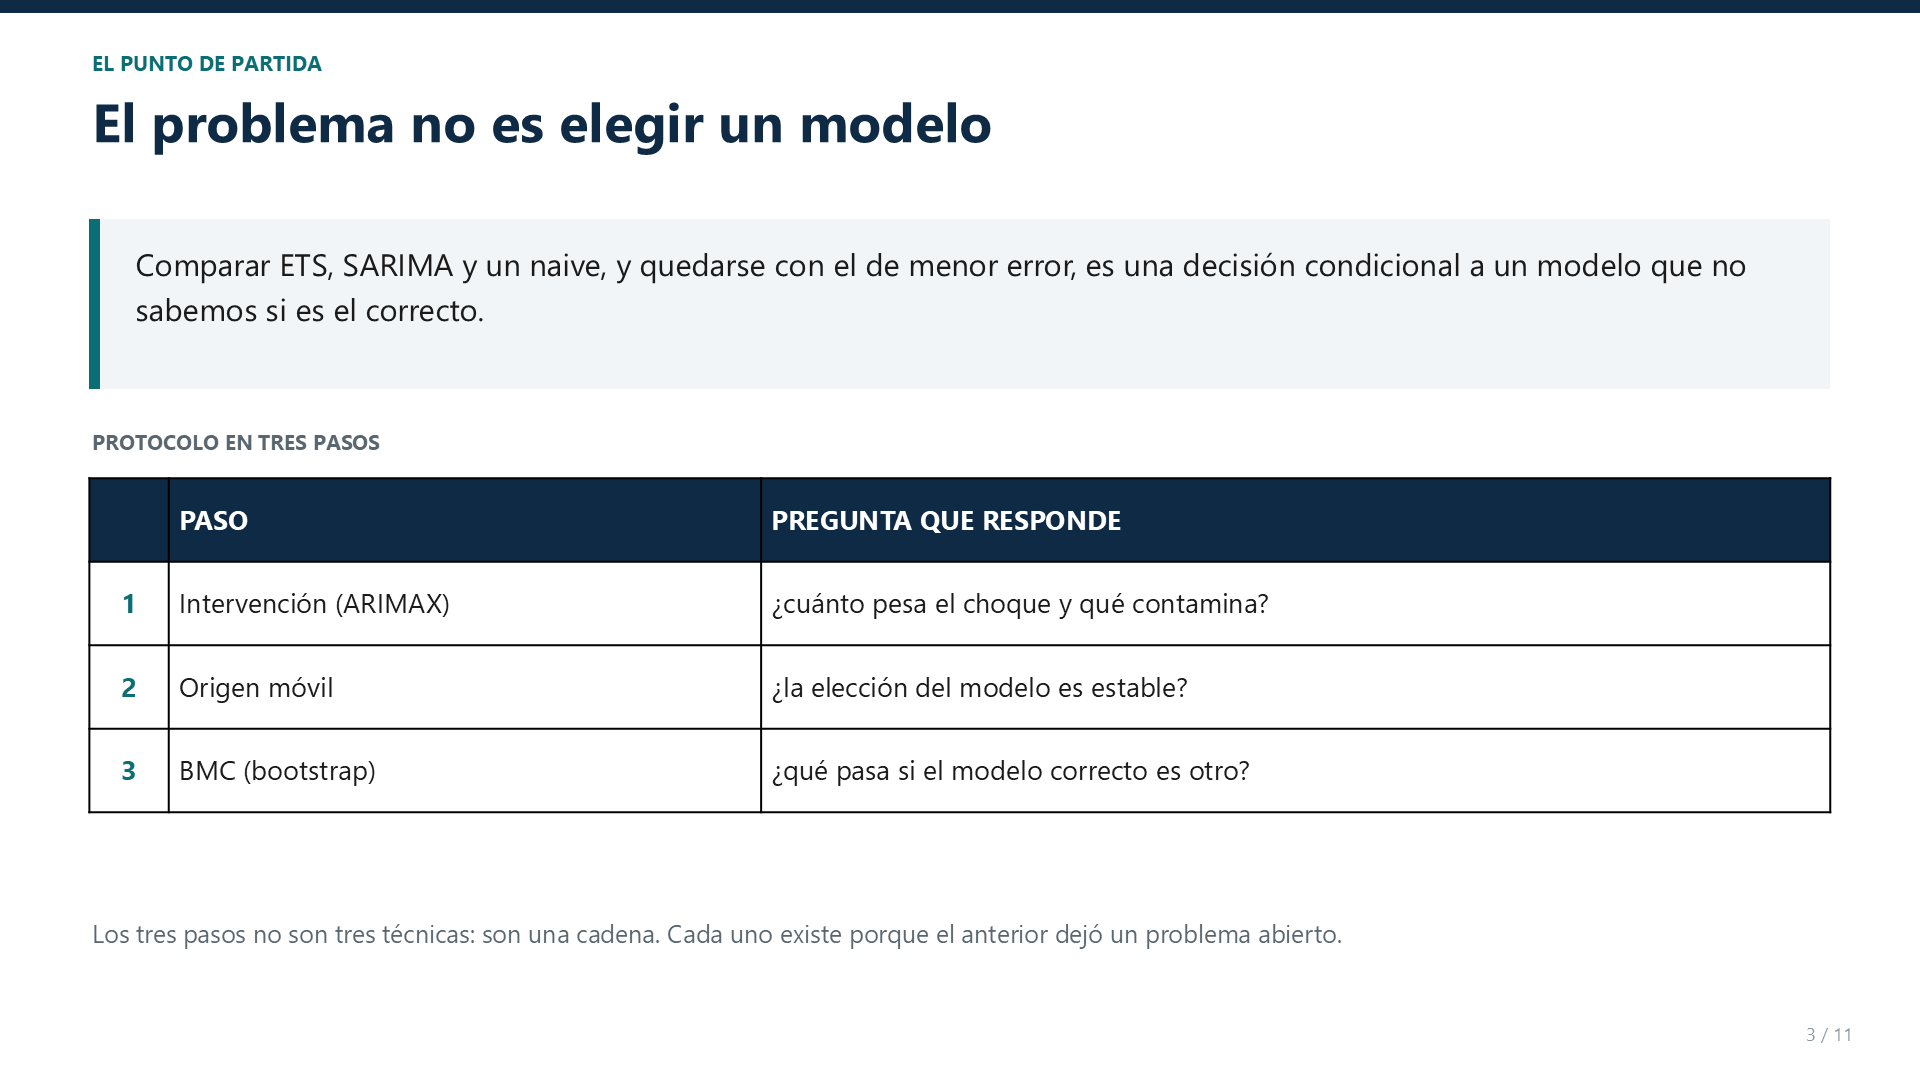 EL PUNTO DE PARTIDA
El problema no es elegir un modelo
Comparar ETS, SARIMA y un naive, y quedarse con el de menor error, es una decisión condicional a un modelo que no
sabemos si es el correcto.
PROTOCOLO EN TRES PASOS
PASO PREGUNTA QUE RESPONDE
1 Intervención (ARIMAX) ¿cuánto pesa el choque y qué contamina?
2 Origen móvil ¿la elección del modelo es estable?
3 BMC (bootstrap) ¿qué pasa si el modelo correcto es otro?
Los tres pasos no son tres técnicas: son una cadena. Cada uno existe porque el anterior dejó un problema abierto.
3 / 11